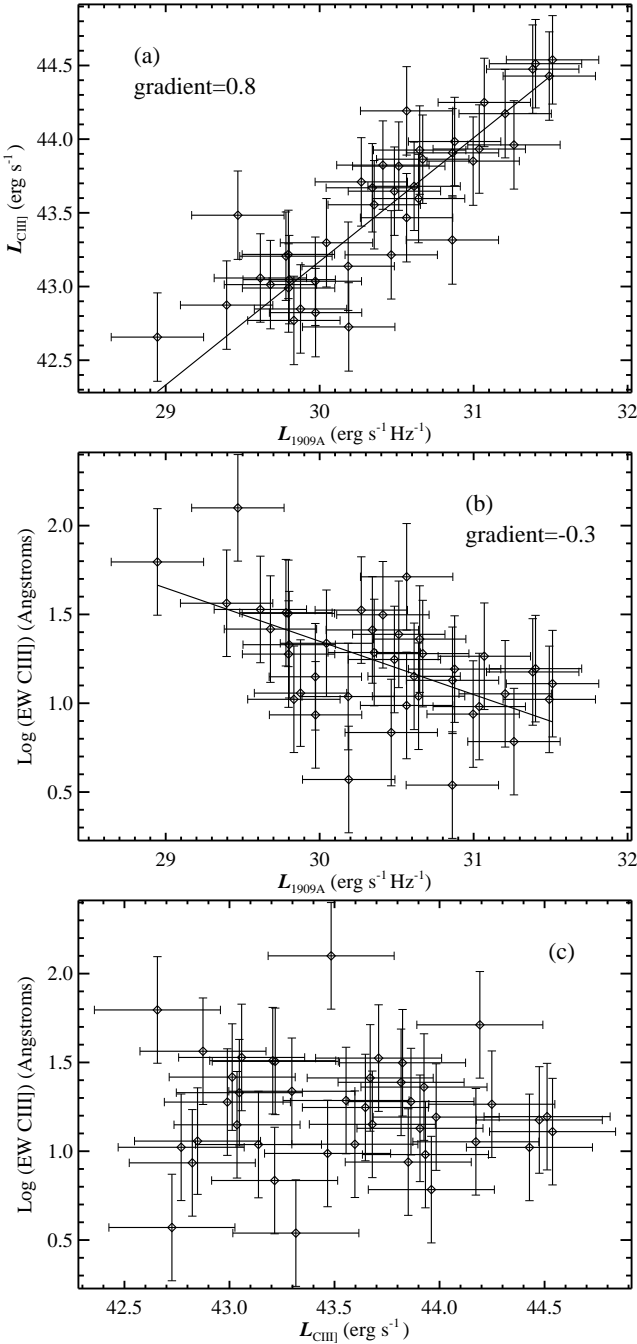 (a)
gradient=0.8
44.5
44.0
43.5
43.0
42.5
L_CIII] (erg s⁻¹)
29 30 31 32
L_1909A (erg s⁻¹ Hz⁻¹)
(b)
gradient=-0.3
2.0
1.5
1.0
0.5
Log (EW CIII]) (Angstroms)
29 30 31 32
L_1909A (erg s⁻¹ Hz⁻¹)
(c)
2.0
1.5
1.0
0.5
Log (EW CIII]) (Angstroms)
42.5 43.0 43.5 44.0 44.5
L_CIII] (erg s⁻¹)